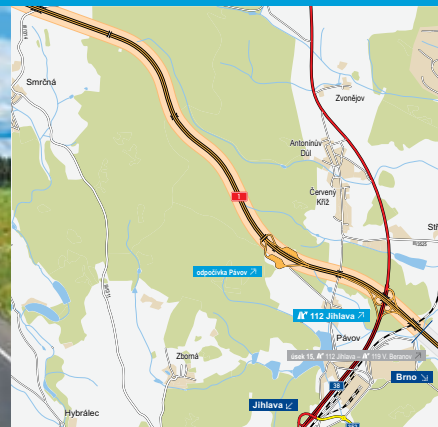 Smrčná
Zvonějov
Antonínův
Důl
Červený
Kříž
1
odpočívka Pávov
112 Jihlava
Pávov
úsek 15, 112 Jihlava – 119 V. Beranov
Zborná
38
Brno
Jihlava
Hybrálec